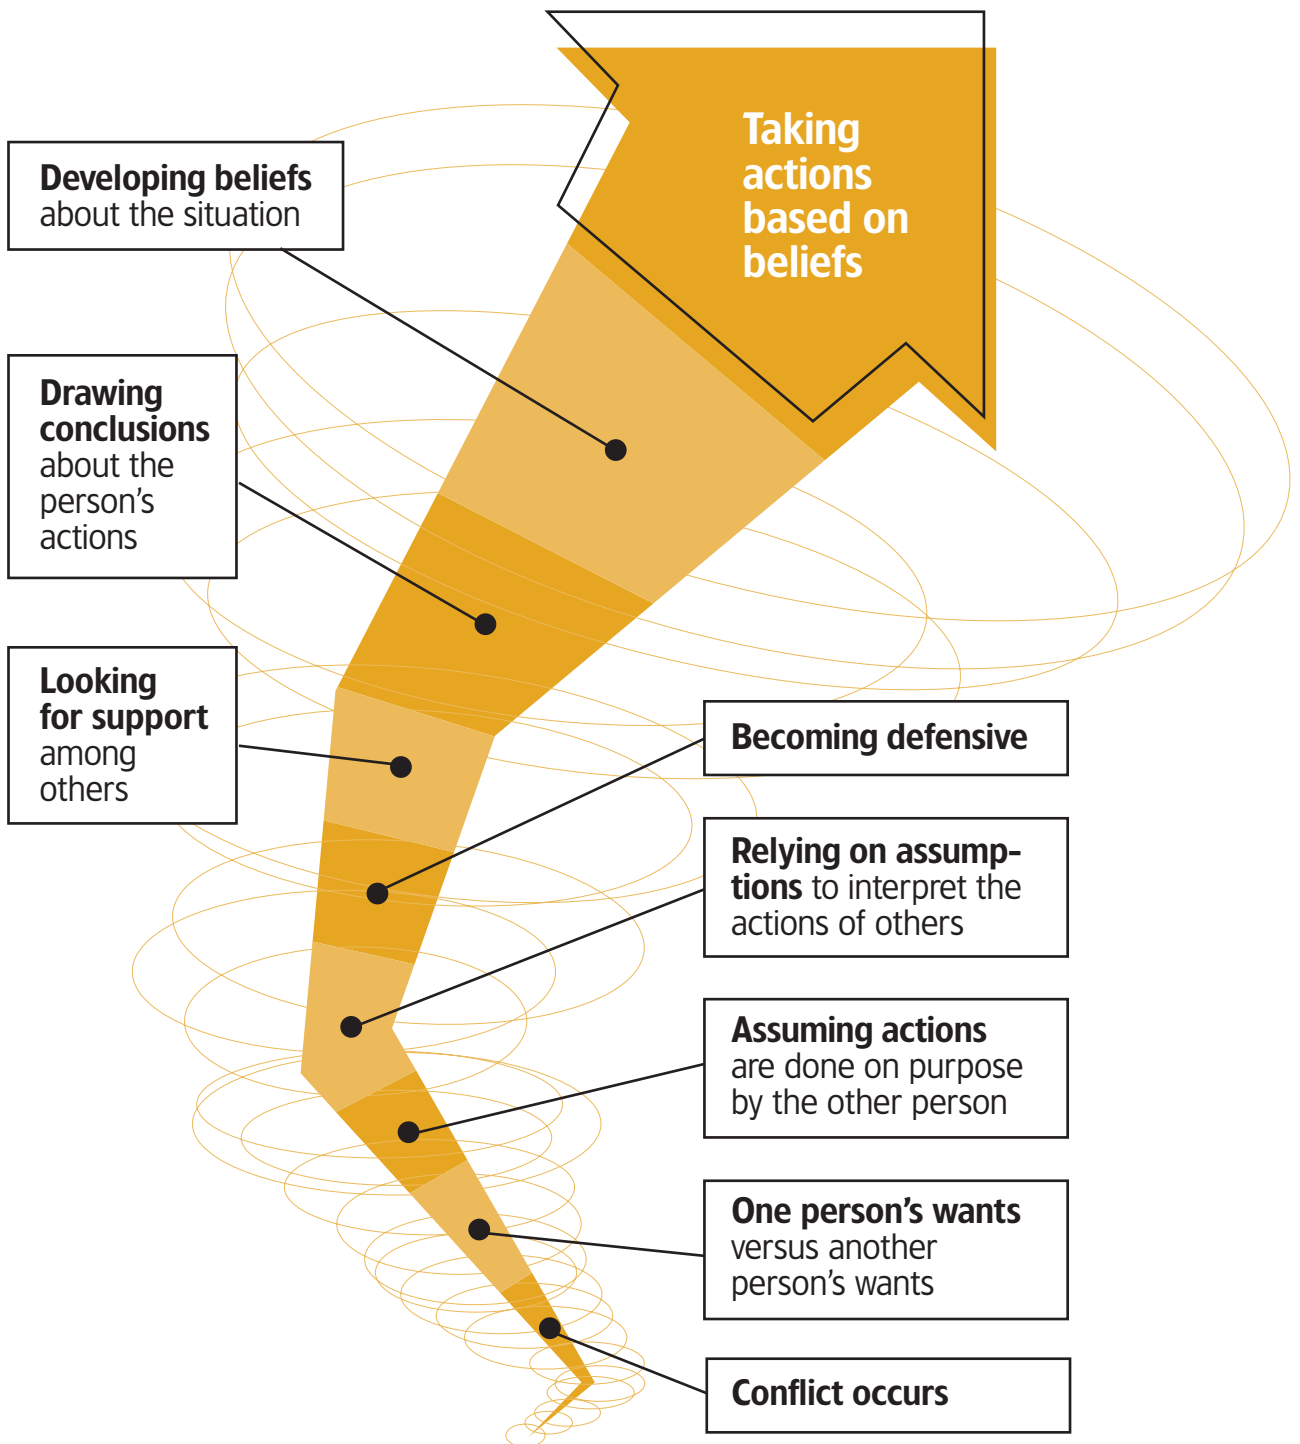 Taking
actions
based on
beliefs
Developing beliefs
about the situation
Drawing
conclusions
about the
person’s
actions
Looking
for support
among
others
Becoming defensive
Relying on assump-
tions to interpret the
actions of others
Assuming actions
are done on purpose
by the other person
One person’s wants
versus another
person’s wants
Conflict occurs